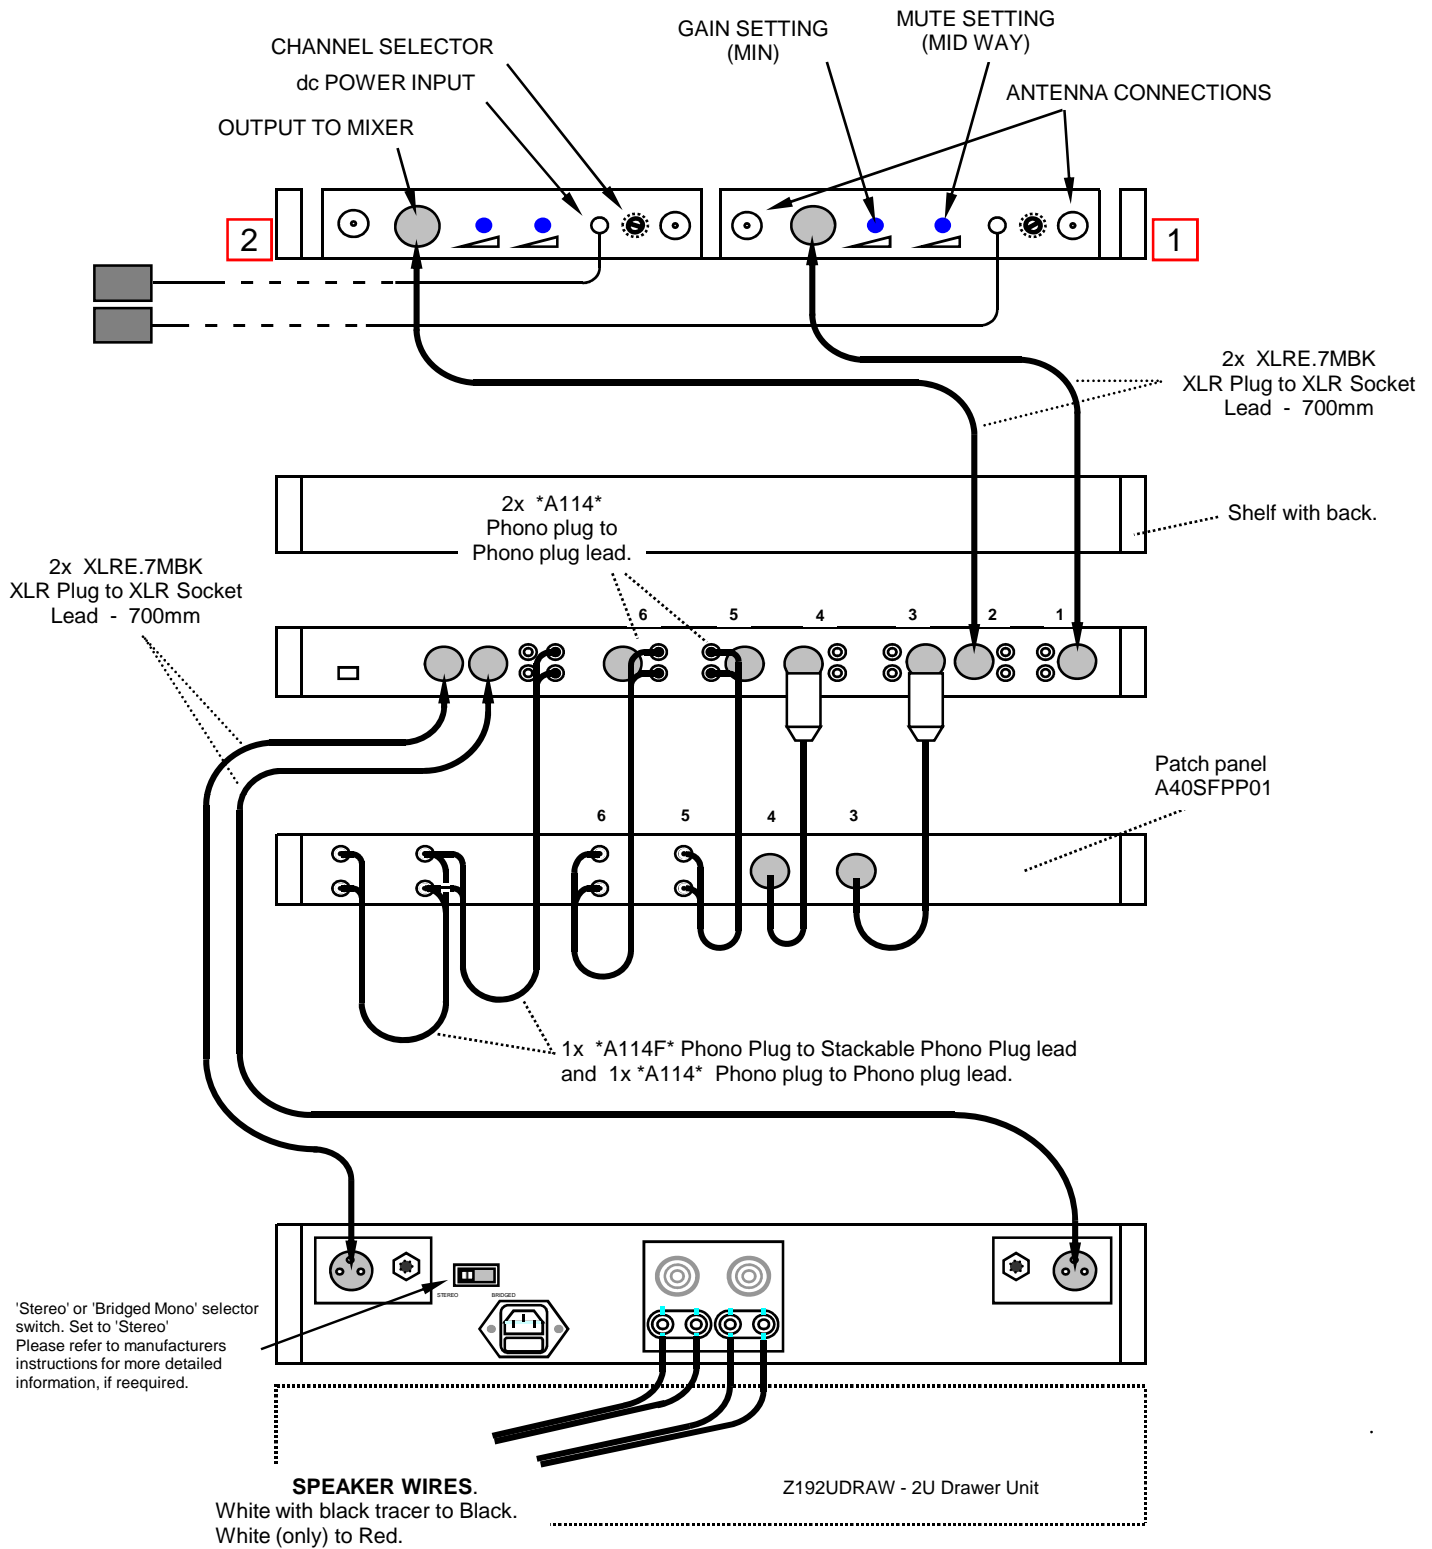 GAIN SETTING
(MIN)
MUTE SETTING
(MID WAY)
CHANNEL SELECTOR
dc POWER INPUT
ANTENNA CONNECTIONS
OUTPUT TO MIXER
2
1
2x XLRE.7MBK
XLR Plug to XLR Socket
Lead - 700mm
2x *A114*
Phono plug to
Phono plug lead.
Shelf with back.
2x XLRE.7MBK
XLR Plug to XLR Socket
Lead - 700mm
6 5 4 3 2 1
Patch panel
A40SFPP01
6 5 4 3
1x *A114F* Phono Plug to Stackable Phono Plug lead
and 1x *A114* Phono plug to Phono plug lead.
STEREO BRIDGED
'Stereo' or 'Bridged Mono' selector
switch. Set to 'Stereo'
Please refer to manufacturers
instructions for more detailed
information, if reequired.
SPEAKER WIRES.
White with black tracer to Black.
White (only) to Red.
Z192UDRAW - 2U Drawer Unit
.